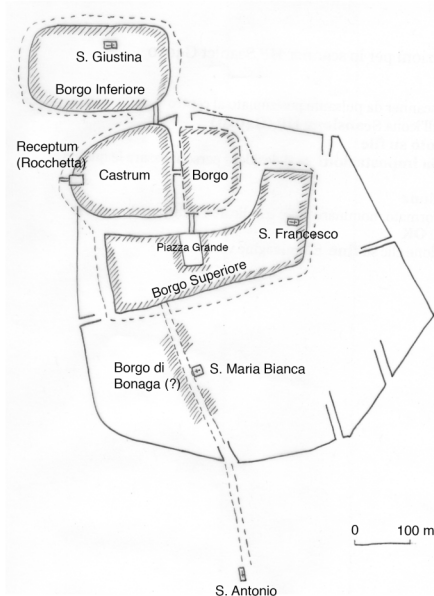 S. Giustina
Borgo Inferiore
Receptum
(Rocchetta)
Castrum
Borgo
Piazza Grande
S. Francesco
Borgo Superiore
Borgo di
Bonaga (?)
S. Maria Bianca
0 100 m
S. Antonio